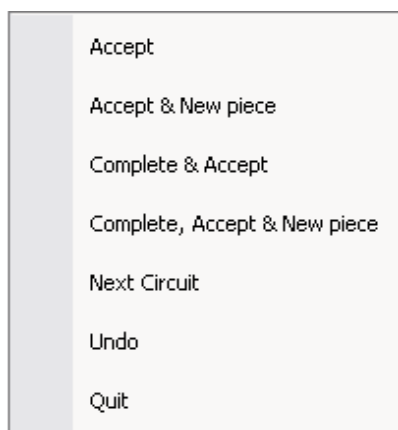 Accept
Accept & New piece
Complete & Accept
Complete, Accept & New piece
Next Circuit
Undo
Quit